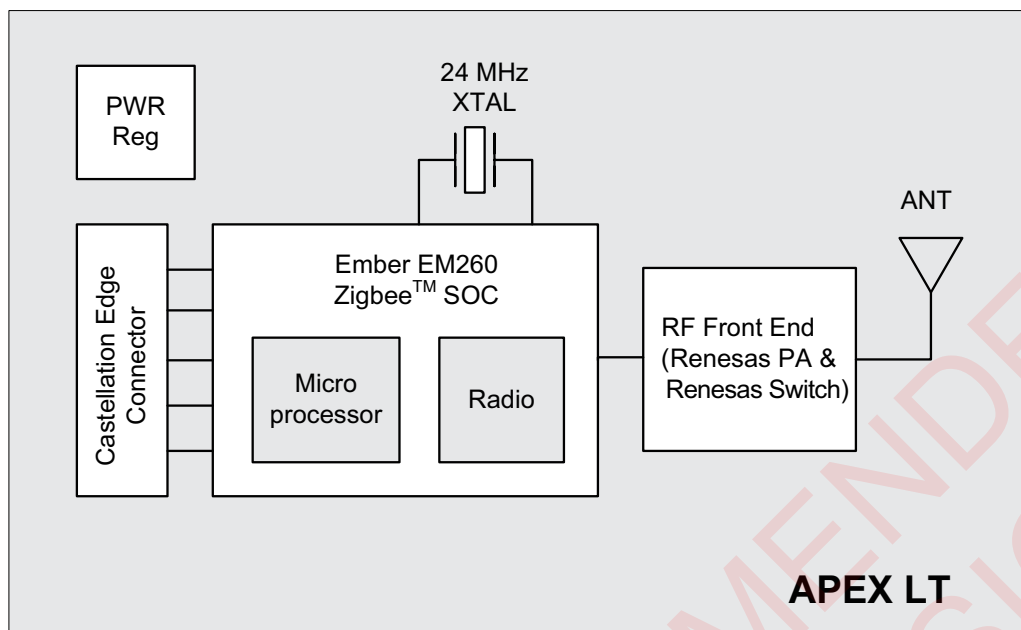 PWR
Reg
24 MHz
XTAL
ANT
Castellation Edge
Connector
Ember EM260
Zigbee™ SOC
Micro
processor
Radio
RF Front End
(Renesas PA &
Renesas Switch)
APEX LT